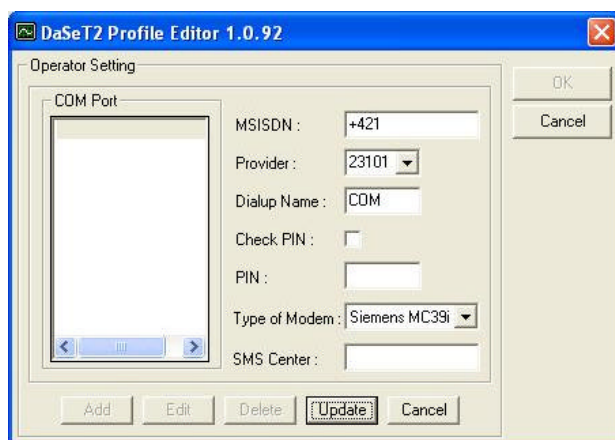 DaSeT2 Profile Editor 1.0.92
Operator Setting
OK
COM Port
Cancel
MSISDN : +421
Provider : 23101
Dialup Name : COM
Check PIN :
PIN :
Type of Modem : Siemens MC39i
SMS Center :
Add Edit Delete Update Cancel